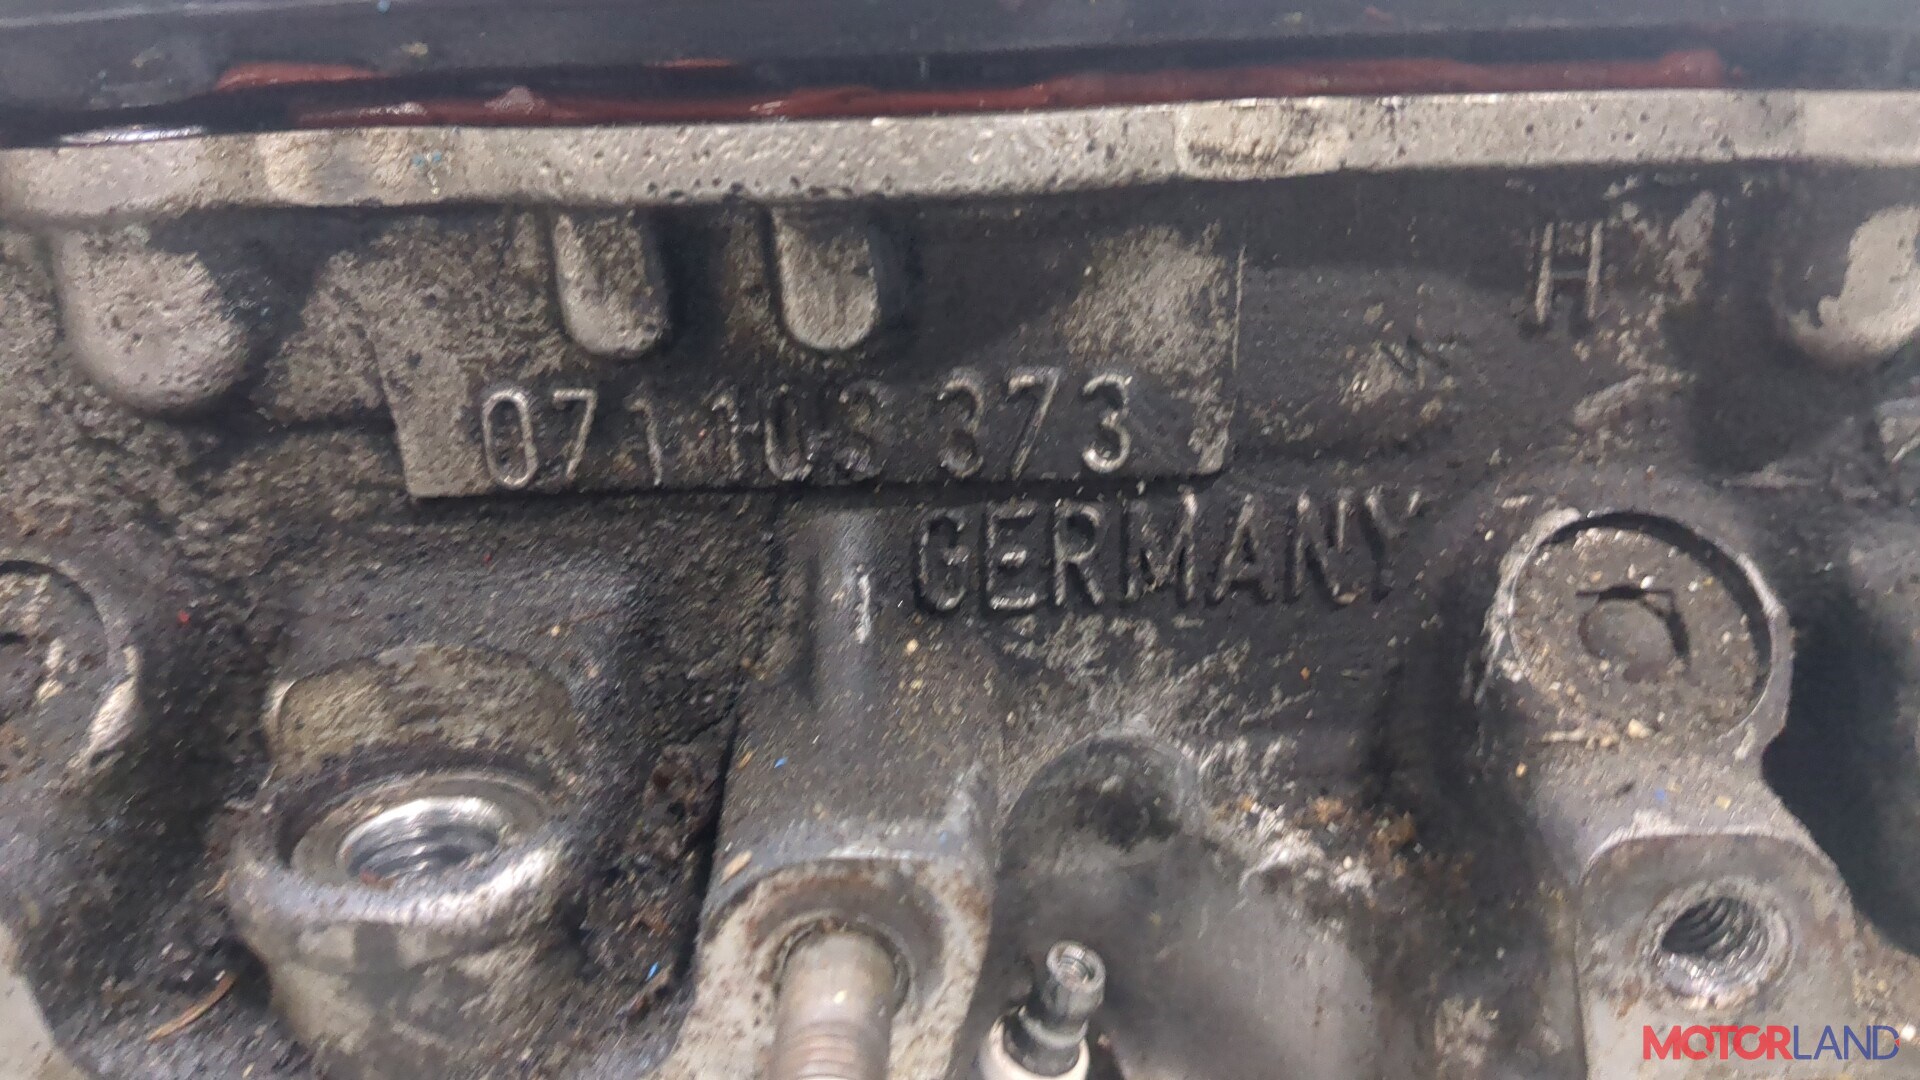 H
071 103 373
GERMANY
MOTORLAND